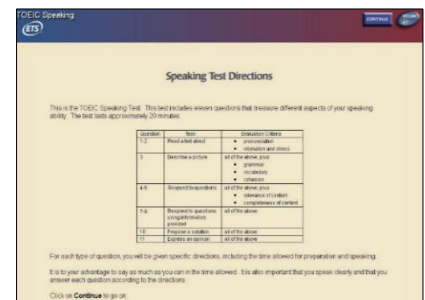 TOEIC Speaking
ETS
CONTINUE
VOLUME
Speaking Test Directions
This is the TOEIC Speaking Test. This test includes eleven questions that measure different aspects of your speaking
ability. The test lasts approximately 20 minutes.
Question Task Evaluation Criteria
1-2 Read a text aloud • pronunciation
• intonation and stress
3 Describe a picture all of the above, plus
• grammar
• vocabulary
• cohesion
4-6 Respond to questions all of the above, plus
• relevance of content
• completeness of content
7-9 Respond to questions all of the above
using information
provided
10 Propose a solution all of the above
11 Express an opinion all of the above
For each type of question, you will be given specific directions, including the time allowed for preparation and speaking.
It is to your advantage to say as much as you can in the time allowed. It is also important that you speak clearly and that you
answer each question according to the directions.
Click on Continue to go on.